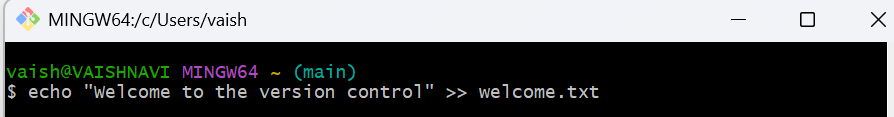 MINGW64:/c/Users/vaish
vaish@VAISHNAVI MINGW64 ~ (main)
$ echo "Welcome to the version control" >> welcome.txt